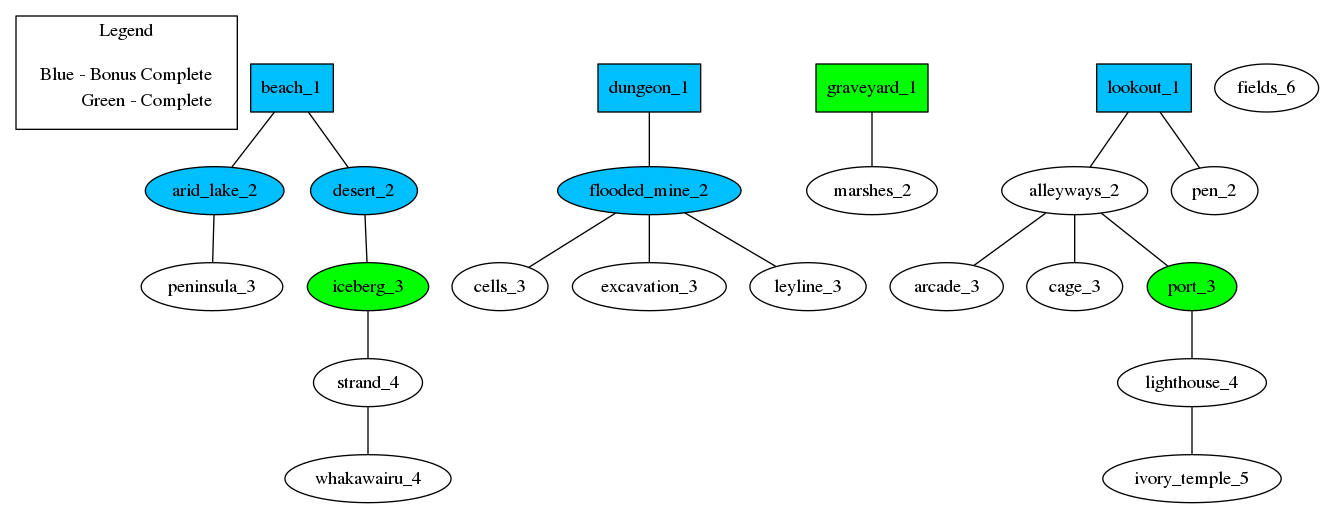 Legend
Blue - Bonus Complete
Green - Complete
beach_1
dungeon_1
graveyard_1
lookout_1
fields_6
arid_lake_2
desert_2
flooded_mine_2
marshes_2
alleyways_2
pen_2
peninsula_3
iceberg_3
cells_3
excavation_3
leyline_3
arcade_3
cage_3
port_3
strand_4
lighthouse_4
whakawairu_4
ivory_temple_5